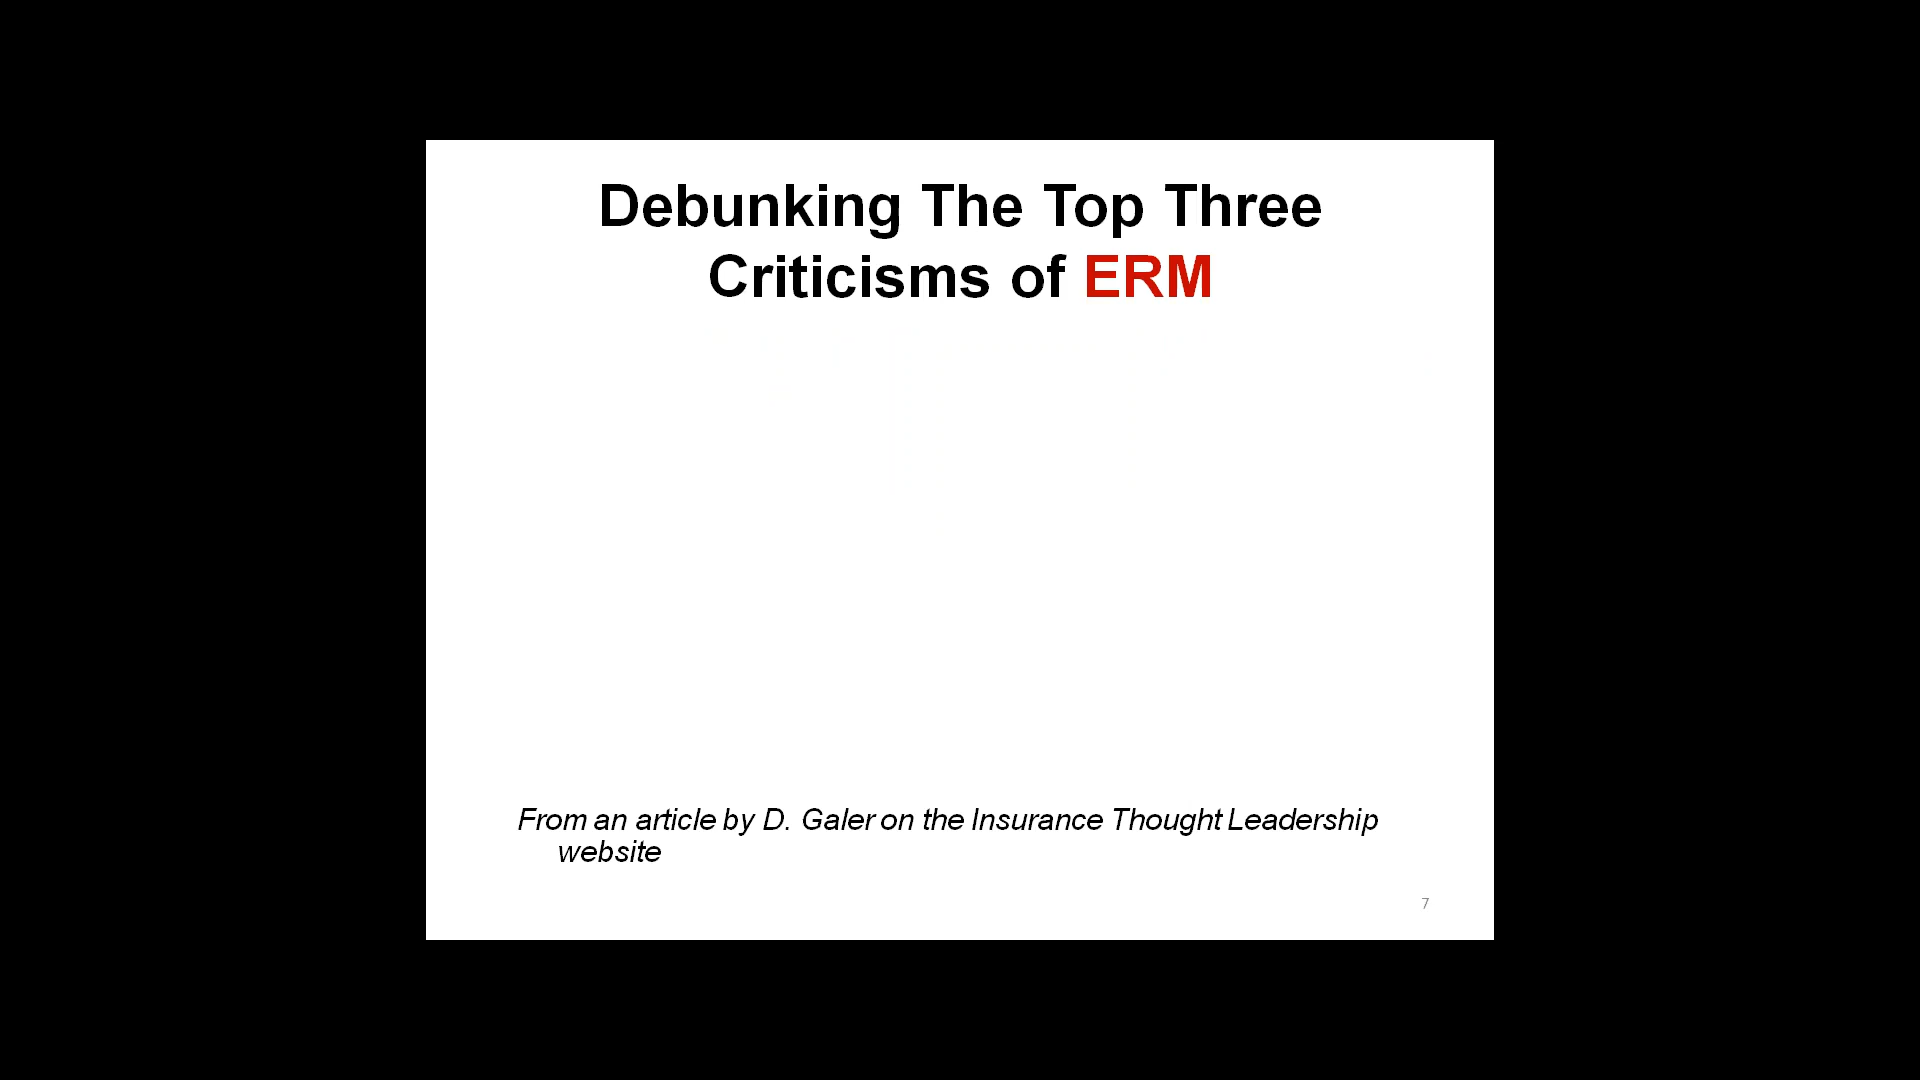 Debunking The Top Three
Criticisms of ERM
From an article by D. Galer on the Insurance Thought Leadership
website
7